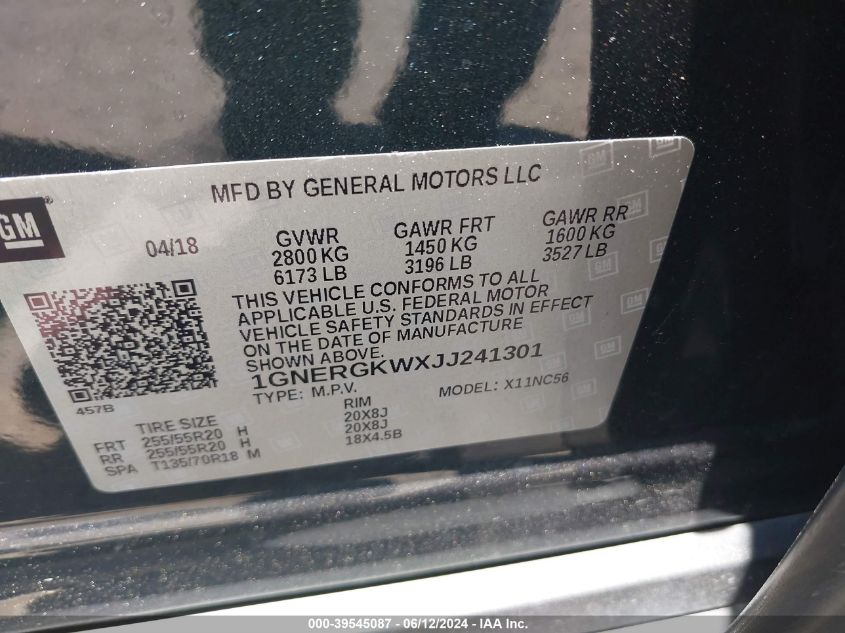 MFD BY GENERAL MOTORS LLC
GM
04/18
GVWR
2800 KG
6173 LB
GAWR FRT
1450 KG
3196 LB
GAWR RR
1600 KG
3527 LB
THIS VEHICLE CONFORMS TO ALL
APPLICABLE U.S. FEDERAL MOTOR
VEHICLE SAFETY STANDARDS IN EFFECT
ON THE DATE OF MANUFACTURE
SHOWN ABOVE.
1GNERGKWXJJ241301
TYPE: M.P.V. MODEL: X11NC56
457B
TIRE SIZE RIM
FRT 255/55R20 H 20X8J
RR 255/55R20 H 20X8J
SPA T135/70R18 M 18X4.5B
000-39545087 - 06/12/2024 - IAA Inc.